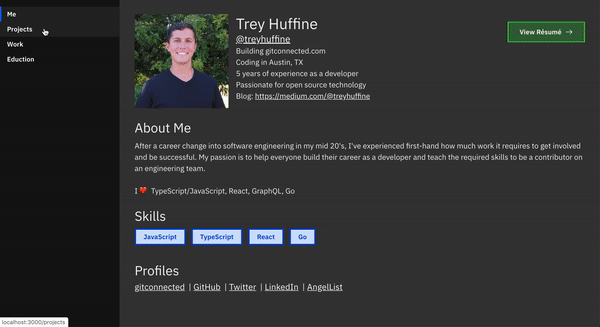 Me
Projects
Work
Eduction
Trey Huffine
@treyhuffine
Building gitconnected.com
Coding in Austin, TX
5 years of experience as a developer
Passionate for open source technology
Blog: https://medium.com/@treyhuffine
View Résumé →
About Me
After a career change into software engineering in my mid 20's, I've experienced first-hand how much work it requires to get involved
and be successful. My passion is to help everyone build their career as a developer and teach the required skills to be a contributor on
an engineering team.
I ❤️ TypeScript/JavaScript, React, GraphQL, Go
Skills
JavaScript TypeScript React Go
Profiles
gitconnected | GitHub | Twitter | LinkedIn | AngelList
localhost:3000/projects